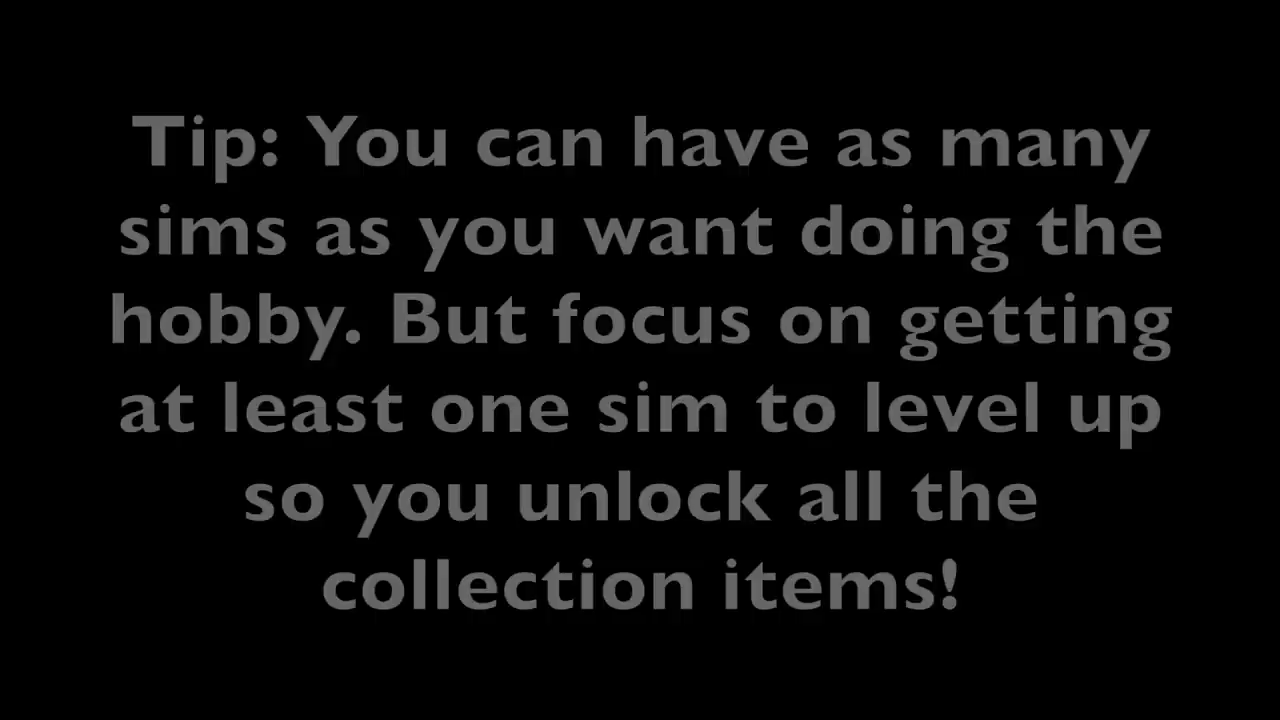 Tip: You can have as many
sims as you want doing the
hobby. But focus on getting
at least one sim to level up
so you unlock all the
collection items!